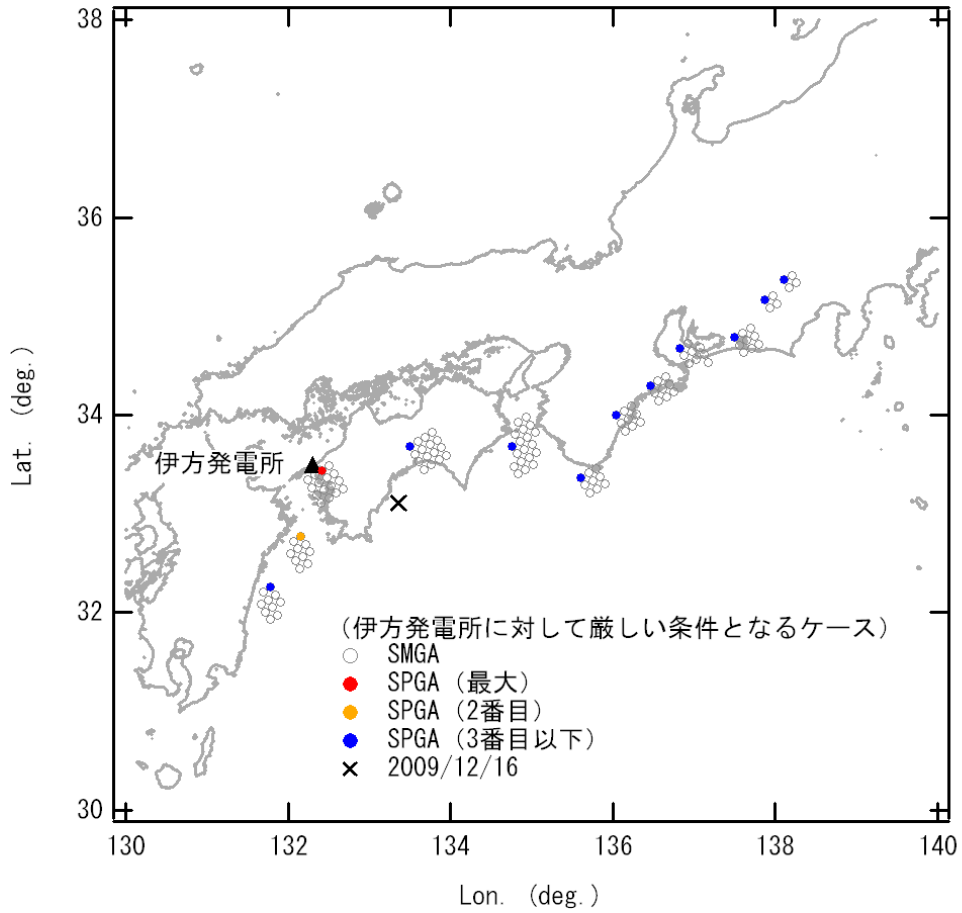 38
36
34
32
30
Lat. (deg.)
伊方発電所
(伊方発電所に対して厳しい条件となるケース)
SMGA
SPGA (最大)
SPGA (2番目)
SPGA (3番目以下)
2009/12/16
130 132 134 136 138 140
Lon. (deg.)